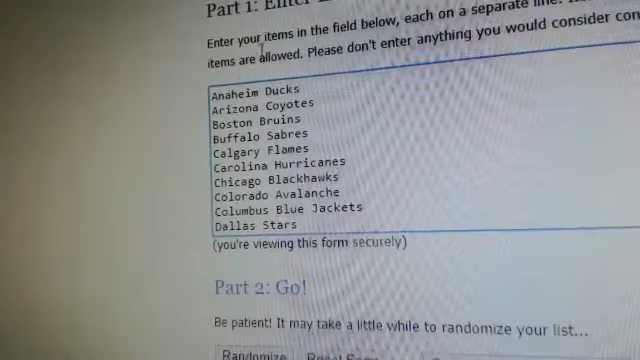 Part 1:
Enter your items in the field below, each on a separate line.
items are allowed. Please don't enter anything you would consider
Anaheim Ducks
Arizona Coyotes
Boston Bruins
Buffalo Sabres
Calgary Flames
Carolina Hurricanes
Chicago Blackhawks
Colorado Avalanche
Columbus Blue Jackets
Dallas Stars
(you're viewing this form securely)
Part 2: Go!
Be patient! It may take a little while to randomize your list...
Randomize